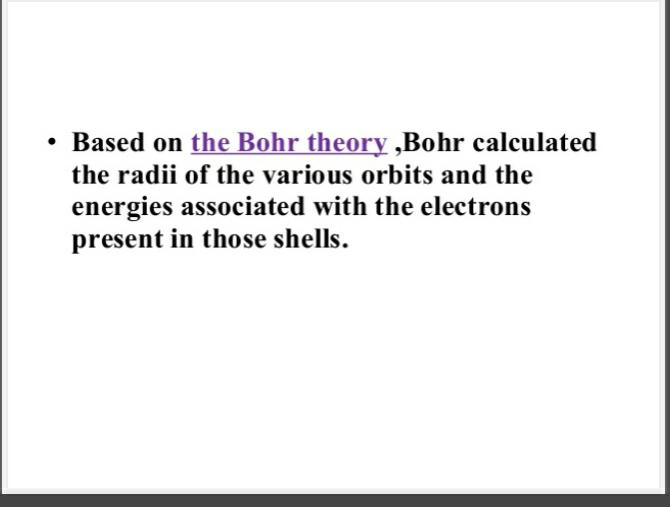 • Based on the Bohr theory ,Bohr calculated
the radii of the various orbits and the
energies associated with the electrons
present in those shells.